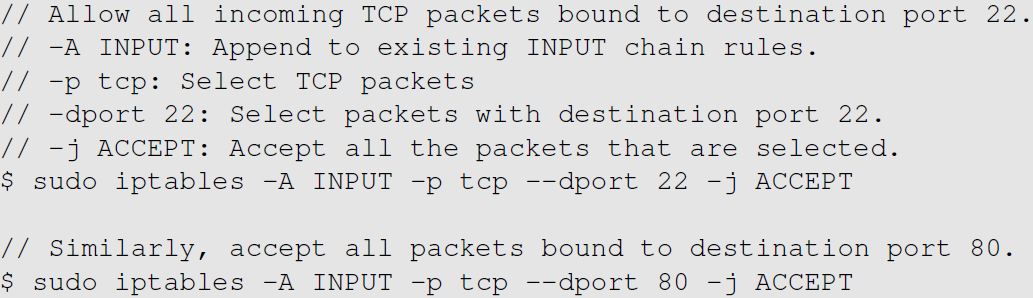 // Allow all incoming TCP packets bound to destination port 22.
// -A INPUT: Append to existing INPUT chain rules.
// -p tcp: Select TCP packets
// -dport 22: Select packets with destination port 22.
// -j ACCEPT: Accept all the packets that are selected.
$ sudo iptables -A INPUT -p tcp --dport 22 -j ACCEPT
// Similarly, accept all packets bound to destination port 80.
$ sudo iptables -A INPUT -p tcp --dport 80 -j ACCEPT